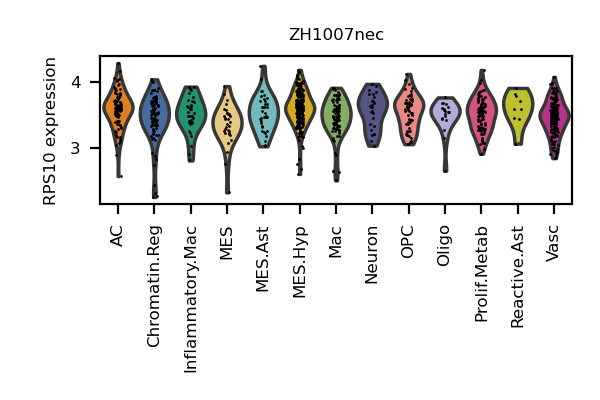 ZH1007nec
RPS10 expression
4
3
AC
Chromatin.Reg
Inflammatory.Mac
MES
MES.Ast
MES.Hyp
Mac
Neuron
OPC
Oligo
Prolif.Metab
Reactive.Ast
Vasc